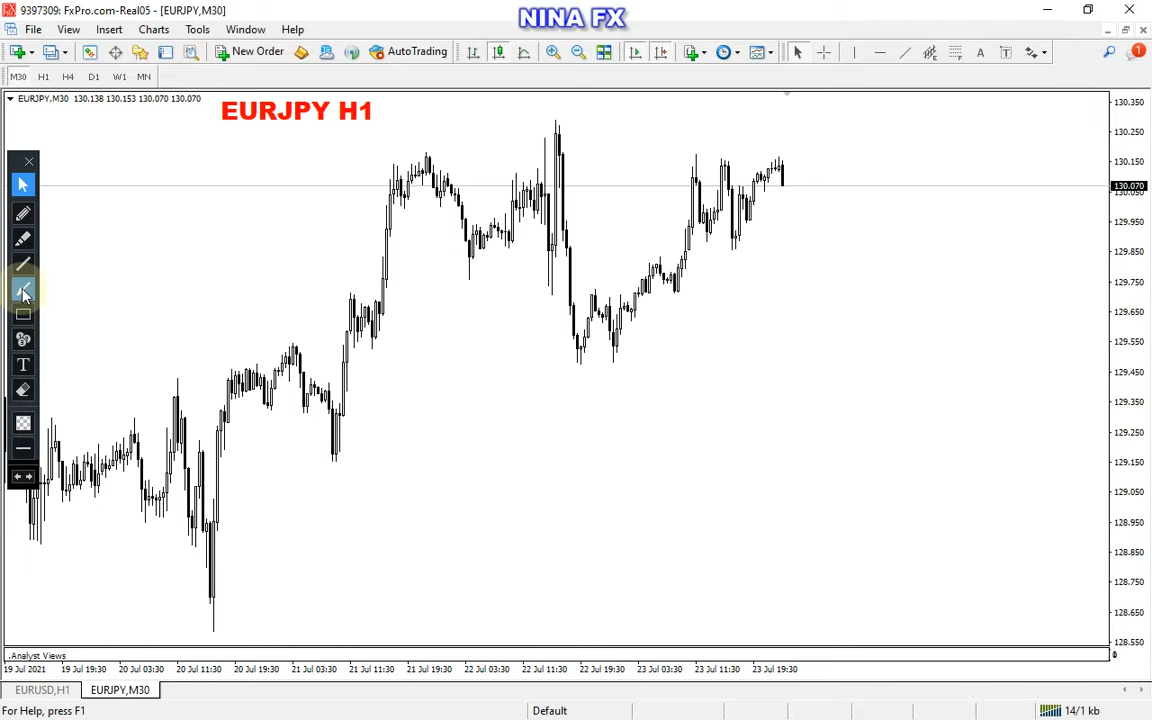 9397309: FxPro.com-Real05 - [EURJPY,M30]
NINA FX
File View Insert Charts Tools Window Help
New Order AutoTrading A T 1
M30 H1 H4 D1 W1 MN
EURJPY,M30 130.138 130.153 130.070 130.070
EURJPY H1
130.350
130.250
130.150
130.070
130.050
129.950
129.850
129.750
129.650
129.550
129.450
129.350
129.250
129.150
129.050
128.950
128.850
128.750
128.650
128.550
T
.Analyst Views
19 Jul 2021 19 Jul 19:30 20 Jul 03:30 20 Jul 11:30 20 Jul 19:30 21 Jul 03:30 21 Jul 11:30 21 Jul 19:30 22 Jul 03:30 22 Jul 11:30 22 Jul 19:30 23 Jul 03:30 23 Jul 11:30 23 Jul 19:30
EURUSD,H1 EURJPY,M30
For Help, press F1 Default 14/1 kb